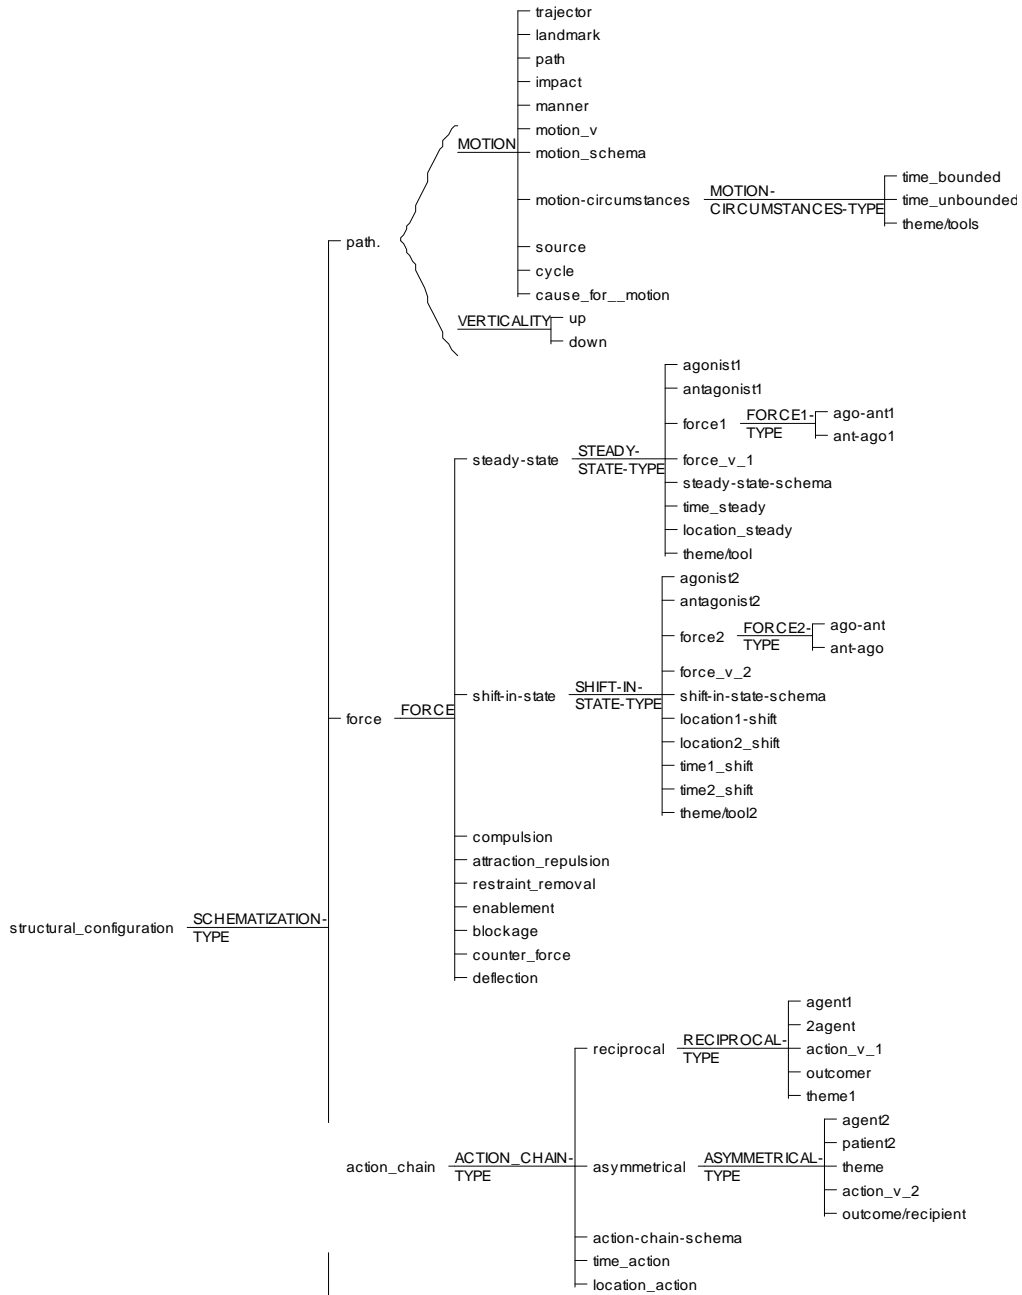 trajector
landmark
path
impact
manner
motion_v
MOTION
motion_schema
motion-circumstances
MOTION-
CIRCUMSTANCES-TYPE
time_bounded
time_unbounded
theme/tools
path.
source
cycle
cause_for__motion
VERTICALITY
up
down
agonist1
antagonist1
force1
FORCE1-
TYPE
ago-ant1
ant-ago1
steady-state
STEADY-
STATE-TYPE
force_v_1
steady-state-schema
time_steady
location_steady
theme/tool
agonist2
antagonist2
force2
FORCE2-
TYPE
ago-ant
ant-ago
force_v_2
shift-in-state
SHIFT-IN-
STATE-TYPE
shift-in-state-schema
force
FORCE
location1-shift
location2_shift
time1_shift
time2_shift
theme/tool2
compulsion
attraction_repulsion
restraint_removal
enablement
structural_configuration
SCHEMATIZATION-
TYPE
blockage
counter_force
deflection
agent1
2agent
reciprocal
RECIPROCAL-
TYPE
action_v_1
outcomer
theme1
agent2
patient2
action_chain
ACTION_CHAIN-
TYPE
asymmetrical
ASYMMETRICAL-
TYPE
theme
action_v_2
outcome/recipient
action-chain-schema
time_action
location_action